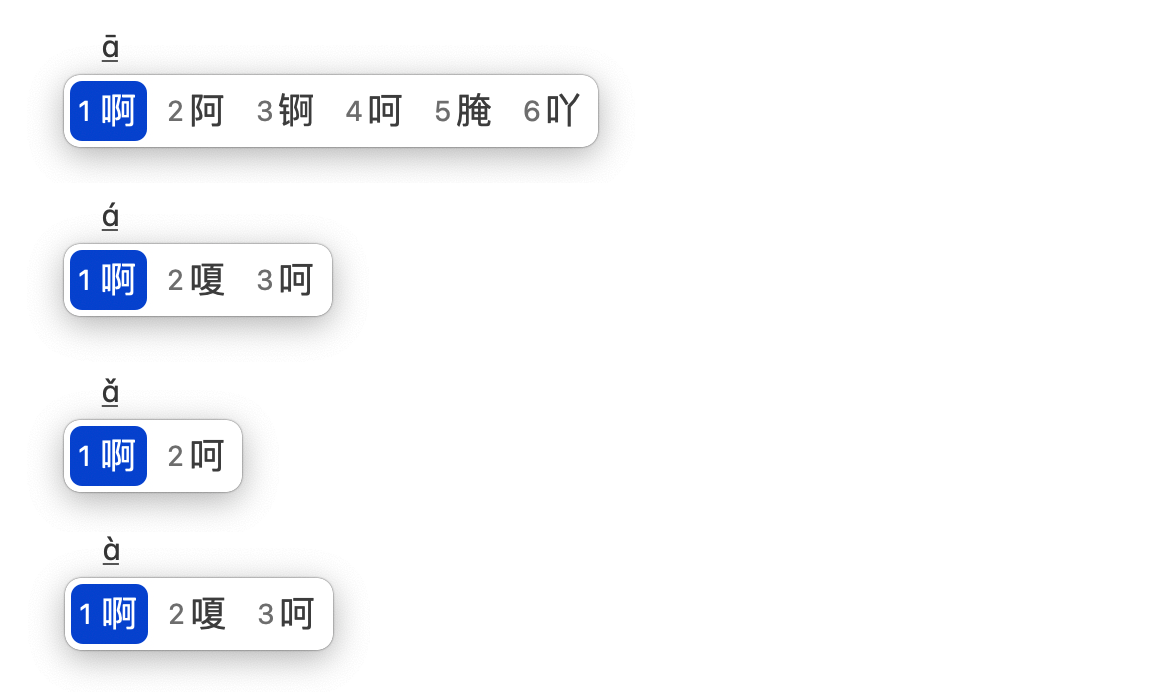 ā
1 啊 2 阿 3 锕 4 呵 5 腌 6 吖
á
1 啊 2 嗄 3 呵
ǎ
1 啊 2 呵
à
1 啊 2 嗄 3 呵